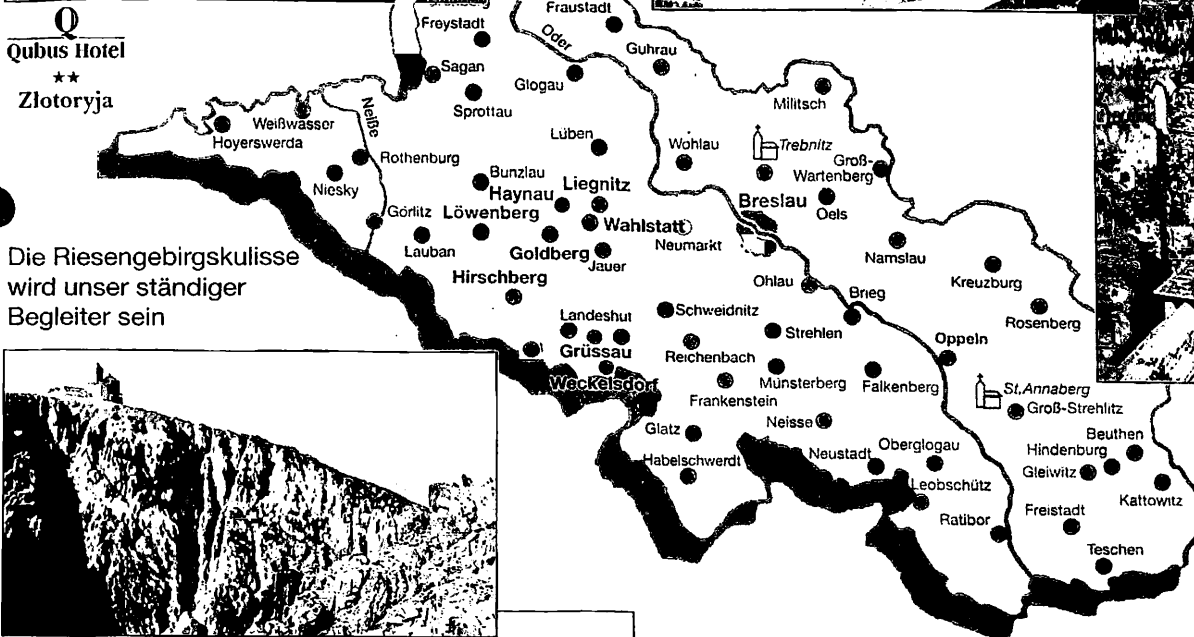 Q
Qubus Hotel
★★
Złotoryja
Die Riesengebirgskulisse
wird unser ständiger
Begleiter sein
Freystadt
Fraustadt
Oder
Guhrau
Sagan
Glogau
Militsch
Sprottau
Neiße
Weißwasser
Hoyerswerda
Lüben
Wohlau
Trebnitz
Rothenburg
Groß-
Wartenberg
Niesky
Bunzlau
Haynau
Liegnitz
Breslau
Oels
Görlitz
Löwenberg
Wahlstatt
Neumarkt
Lauban
Goldberg
Jauer
Namslau
Hirschberg
Ohlau
Kreuzburg
Brieg
Landeshut
Schweidnitz
Rosenberg
Strehlen
Oppeln
Grüssau
Reichenbach
Weckelsdorf
Münsterberg
Falkenberg
St.Annaberg
Frankenstein
Groß-Strehlitz
Glatz
Neisse
Beuthen
Oberglogau
Hindenburg
Neustadt
Habelschwerdt
Gleiwitz
Leobschütz
Kattowitz
Ratibor
Freistadt
Teschen